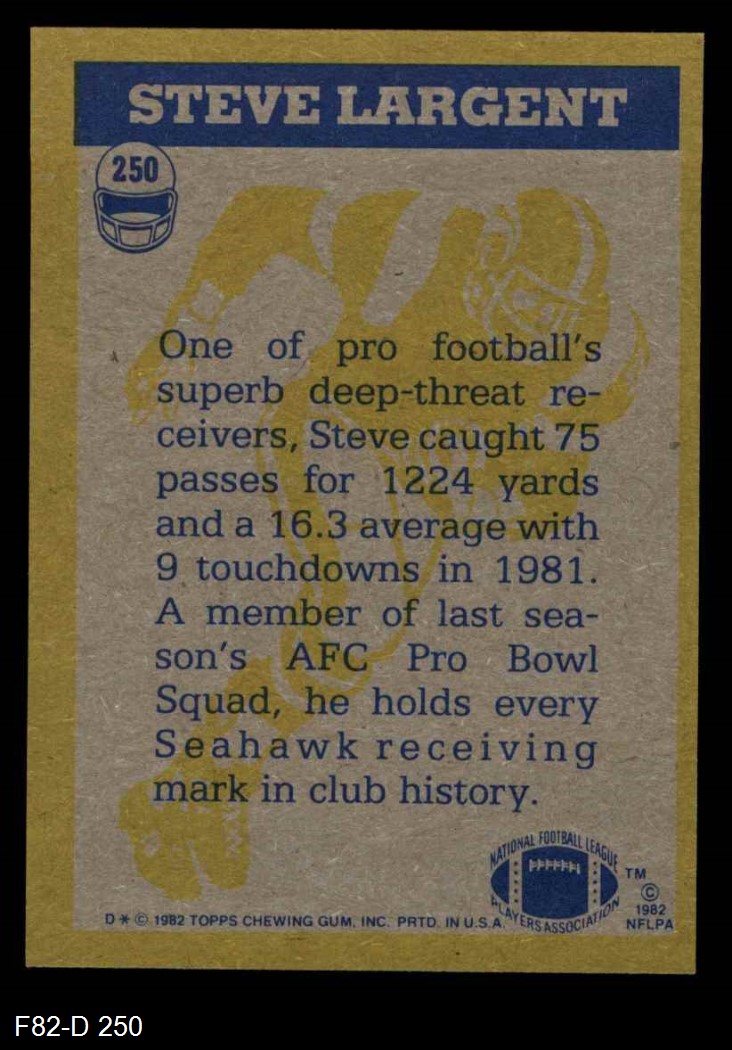 STEVE LARGENT
250
One of pro football's
superb deep-threat re-
ceivers, Steve caught 75
passes for 1224 yards
and a 16.3 average with
9 touchdowns in 1981.
A member of last sea-
son's AFC Pro Bowl
Squad, he holds every
Seahawk receiving
mark in club history.
NATIONAL FOOTBALL LEAGUE
PLAYERS ASSOCIATION
TM
©
1982
NFLPA
D * © 1982 TOPPS CHEWING GUM, INC. PRTD. IN U.S.A.
F82-D 250